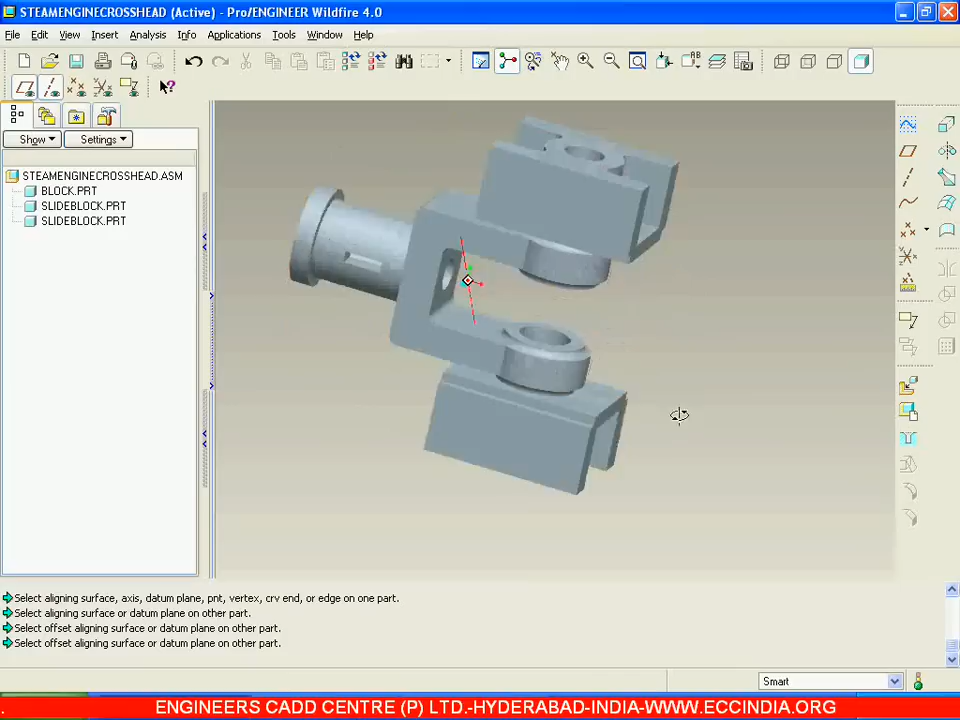 STEAMENGINECROSSHEAD (Active) - Pro/ENGINEER Wildfire 4.0
File Edit View Insert Analysis Info Applications Tools Window Help
Show Settings
STEAMENGINECROSSHEAD.ASM
BLOCK.PRT
SLIDEBLOCK.PRT
SLIDEBLOCK.PRT
Select aligning surface, axis, datum plane, pnt, vertex, crv end, or edge on one part.
Select aligning surface or datum plane on other part.
Select offset aligning surface or datum plane on other part.
Select offset aligning surface or datum plane on other part.
Smart
. ENGINEERS CADD CENTRE (P) LTD.-HYDERABAD-INDIA-WWW.ECCINDIA.ORG